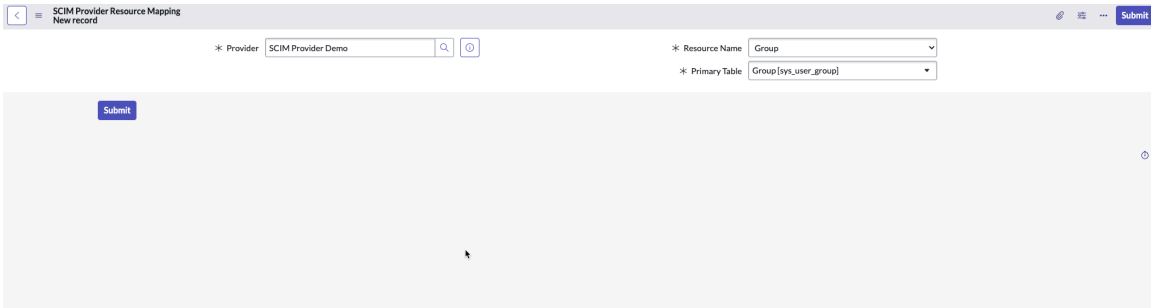 SCIM Provider Resource Mapping
New record
Submit
* Provider SCIM Provider Demo
* Resource Name Group
* Primary Table Group [sys_user_group]
Submit